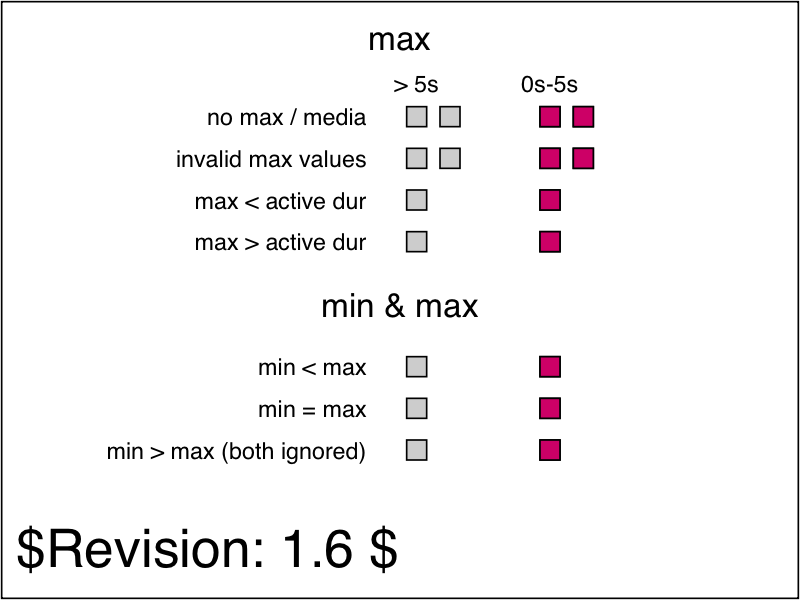 max
> 5s 0s-5s
no max / media
invalid max values
max < active dur
max > active dur
min & max
min < max
min = max
min > max (both ignored)
$Revision: 1.6 $